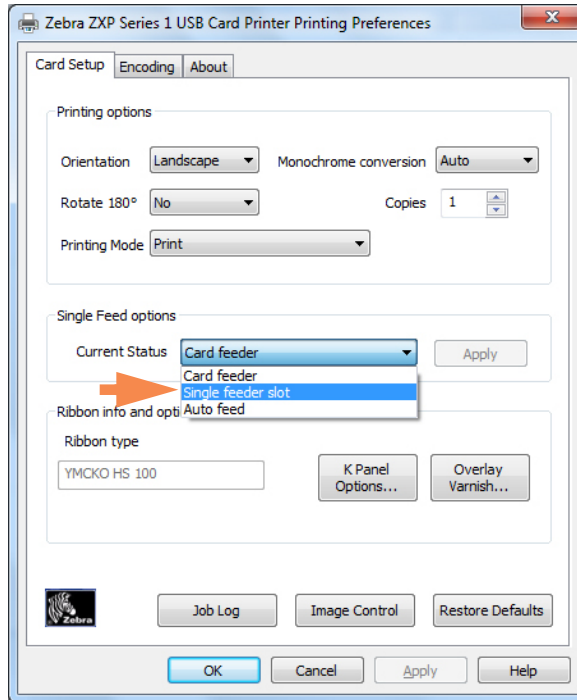 Zebra ZXP Series 1 USB Card Printer Printing Preferences
Card Setup Encoding About
Printing options
Orientation Landscape Monochrome conversion Auto
Rotate 180° No Copies 1
Printing Mode Print
Single Feed options
Current Status Card feeder Apply
Card feeder
Single feeder slot
Auto feed
Ribbon info and opti
Ribbon type
YMCKO HS 100
K Panel
Options...
Overlay
Varnish...
Zebra
Job Log Image Control Restore Defaults
OK Cancel Apply Help